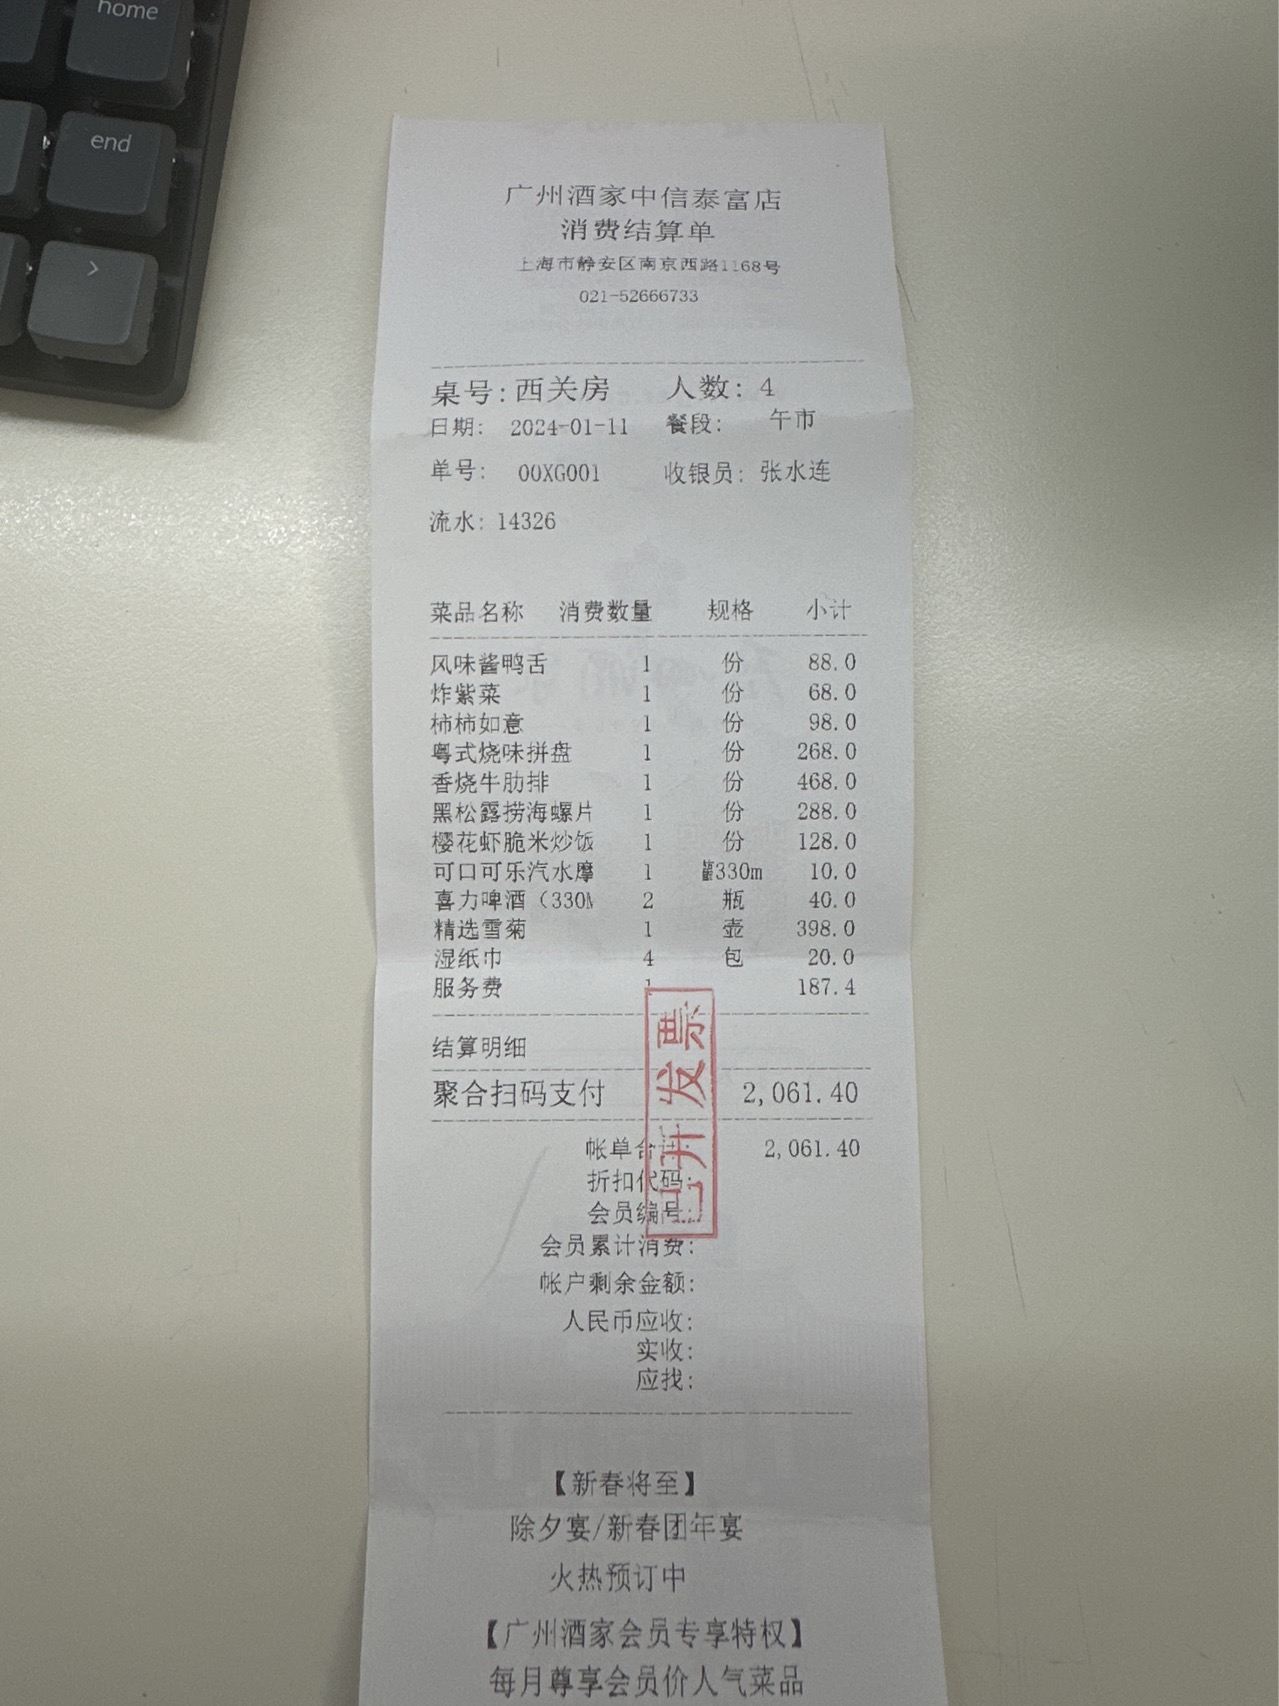 home
end
>
广州酒家中信泰富店
消费结算单
上海市静安区南京西路1168号
021-52666733
桌号:西关房 人数: 4
日期: 2024-01-11 餐段: 午市
单号: 00XG001 收银员: 张水连
流水: 14326
菜品名称 消费数量 规格 小计
风味酱鸭舌 1 份 88.0
炸紫菜 1 份 68.0
柿柿如意 1 份 98.0
粤式烧味拼盘 1 份 268.0
香烧牛肋排 1 份 468.0
黑松露捞海螺片 1 份 288.0
樱花虾脆米炒饭 1 份 128.0
可口可乐汽水摩 1 330m 10.0
喜力啤酒（330M 2 瓶 40.0
精选雪菊 1 壶 398.0
湿纸巾 4 包 20.0
服务费 1 187.4
结算明细
聚合扫码支付 2,061.40
已开发票
帐单合计: 2,061.40
折扣代码:
会员编号:
会员累计消费:
帐户剩余金额:
人民币应收:
实收:
应找:
【新春将至】
除夕宴/新春团年宴
火热预订中
【广州酒家会员专享特权】
每月尊享会员价人气菜品